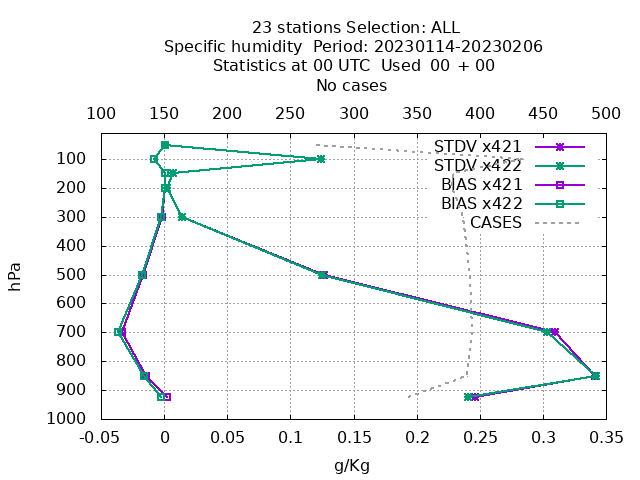 23 stations Selection: ALL
Specific humidity  Period: 20230114-20230206
Statistics at 00 UTC  Used  00 + 00
No cases
100 150 200 250 300 350 400 450 500
STDV x421
STDV x422
BIAS x421
BIAS x422
CASES
hPa
100
200
300
400
500
600
700
800
900
1000
-0.05 0 0.05 0.1 0.15 0.2 0.25 0.3 0.35
g/Kg